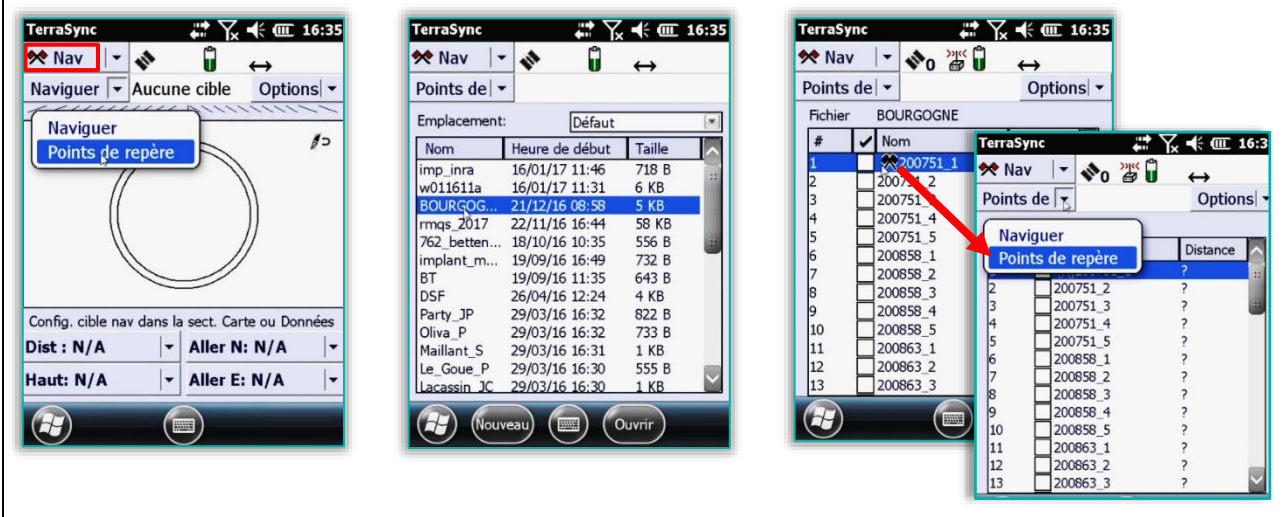 TerraSync 16:35
Nav
Naviguer Aucune cible Options
Naviguer
Points de repère
Config. cible nav dans la sect. Carte ou Données
Dist : N/A Aller N: N/A
Haut: N/A Aller E: N/A
TerraSync 16:35
Nav
Points de
Emplacement: Défaut
Nom Heure de début Taille
imp_inra 16/01/17 11:46 718 B
w011611a 16/01/17 11:31 6 KB
BOURGOG... 21/12/16 08:58 5 KB
rmqs_2017 22/11/16 16:44 58 KB
762_betten... 18/10/16 10:35 556 B
implant_m... 19/09/16 16:49 732 B
BT 19/09/16 11:35 643 B
DSF 26/04/16 12:24 4 KB
Party_JP 29/03/16 16:32 822 B
Oliva_P 29/03/16 16:32 733 B
Maillant_S 29/03/16 16:31 1 KB
Le_Goue_P 29/03/16 16:30 555 B
Lacassin_JC 29/03/16 16:30 1 KB
Nouveau Ouvrir
TerraSync 16:35
Nav 0
Points de Options
Fichier BOURGOGNE
# Nom
1 200751_1
2 200751_2
3
4 200751_4
5 200751_5
6 200858_1
7 200858_2
8 200858_3
9 200858_4
10 200858_5
11 200863_1
12 200863_2
13 200863_3
TerraSync 16:3
Nav 0
Points de Options
Naviguer
Points de repère
Distance
?
2 200751_2 ?
3 200751_3 ?
4 200751_4 ?
5 200751_5 ?
6 200858_1 ?
7 200858_2 ?
8 200858_3 ?
9 200858_4 ?
10 200858_5 ?
11 200863_1 ?
12 200863_2 ?
13 200863_3 ?